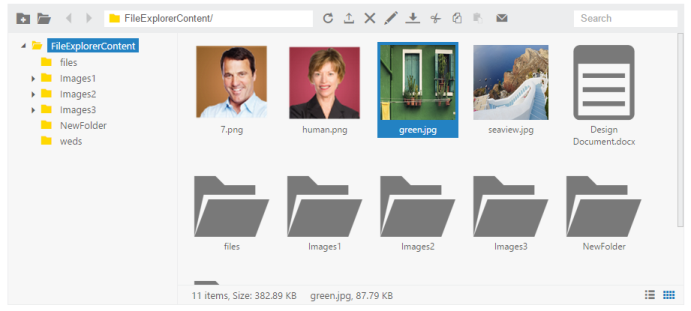 FileExplorerContent/
Search
FileExplorerContent
files
Images1
Images2
Images3
NewFolder
weds
7.png
human.png
green.jpg
seaview.jpg
Design
Document.docx
files
Images1
Images2
Images3
NewFolder
11 items, Size: 382.89 KB green.jpg, 87.79 KB